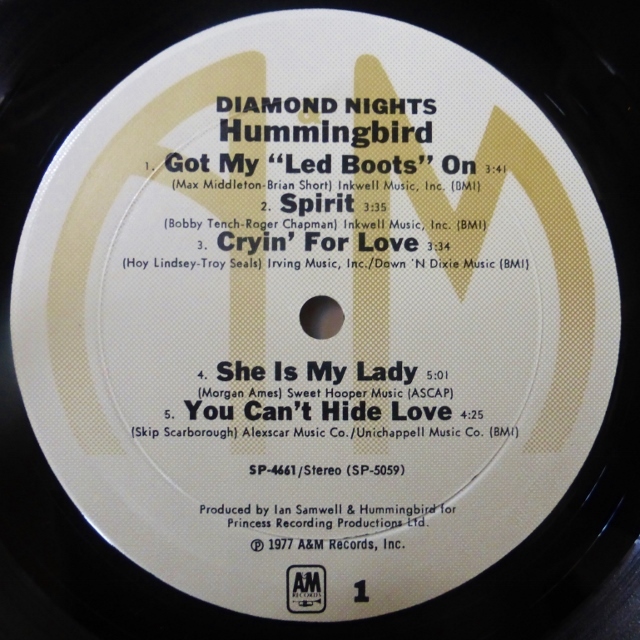 DIAMOND NIGHTS
Hummingbird
1. Got My “Led Boots” On 3:41
(Max Middleton-Brian Short) Inkwell Music, Inc. (BMI)
2. Spirit 3:35
(Bobby Tench-Roger Chapman) Inkwell Music, Inc. (BMI)
3. Cryin’ For Love 3:34
(Hoy Lindsey-Troy Seals) Irving Music, Inc./Down ’N Dixie Music (BMI)
4. She Is My Lady 5:01
(Morgan Ames) Sweet Hooper Music (ASCAP)
5. You Can’t Hide Love 4:25
(Skip Scarborough) Alexscar Music Co./Unichappell Music Co. (BMI)
SP-4661/Stereo (SP-5059)
Produced by Ian Samwell & Hummingbird for
Princess Recording Productions Ltd.
℗ 1977 A&M Records, Inc.
A&M
RECORDS
1